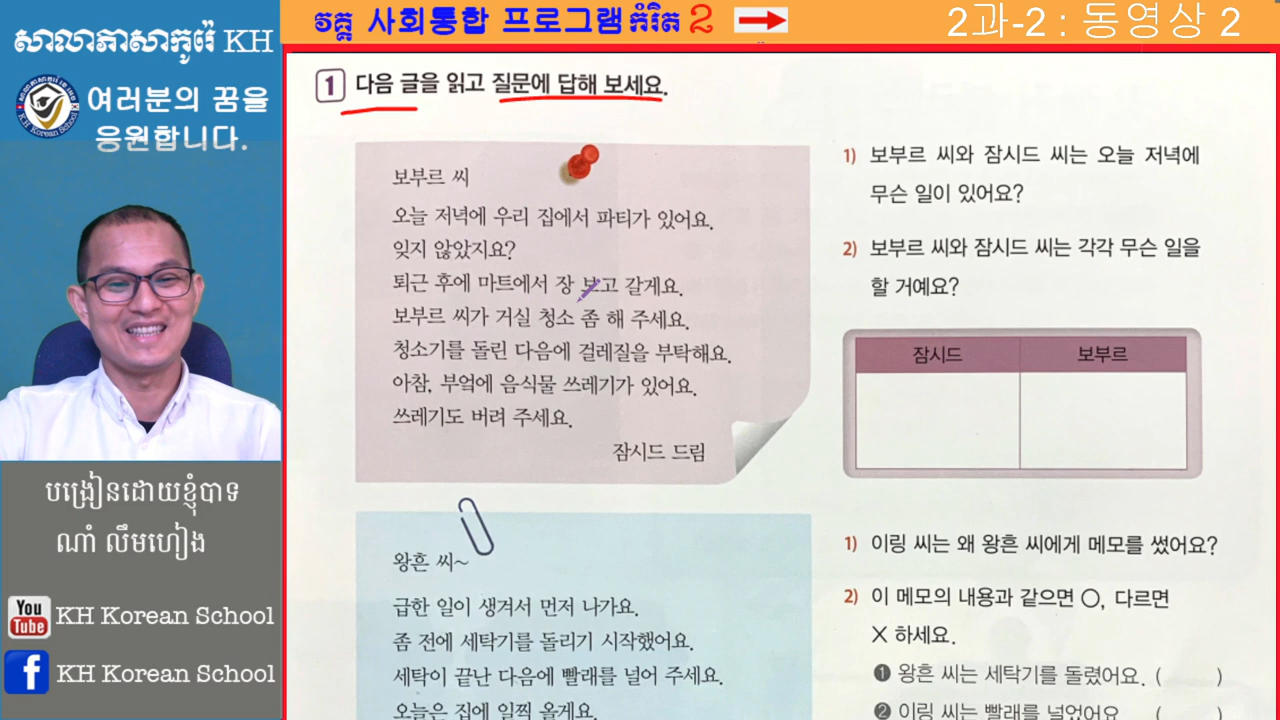 សាលាភាសាកូរ៉េ KH
여러분의 꿈을
응원합니다.
បង្រៀនដោយខ្ញុំបាទ
ណាំ លឹមហៀង
You Tube KH Korean School
f KH Korean School
វគ្គ 사회통합 프로그램 កំរិត 2
2과-2 : 동영상 2
1 다음 글을 읽고 질문에 답해 보세요.
보부르 씨
오늘 저녁에 우리 집에서 파티가 있어요.
잊지 않았지요?
퇴근 후에 마트에서 장 보고 갈게요.
보부르 씨가 거실 청소 좀 해 주세요.
청소기를 돌린 다음에 걸레질을 부탁해요.
아참, 부엌에 음식물 쓰레기가 있어요.
쓰레기도 버려 주세요.
잠시드 드림
1) 보부르 씨와 잠시드 씨는 오늘 저녁에
무슨 일이 있어요?
2) 보부르 씨와 잠시드 씨는 각각 무슨 일을
할 거예요?
잠시드 보부르
왕흔 씨~
급한 일이 생겨서 먼저 나가요.
좀 전에 세탁기를 돌리기 시작했어요.
세탁이 끝난 다음에 빨래를 널어 주세요.
오늘은 집에 일찍 올게요.
1) 이링 씨는 왜 왕흔 씨에게 메모를 썼어요?
2) 이 메모의 내용과 같으면 ○, 다르면
X 하세요.
❶ 왕흔 씨는 세탁기를 돌렸어요. ( )
❷ 이링 씨는 빨래를 널었어요. ( )